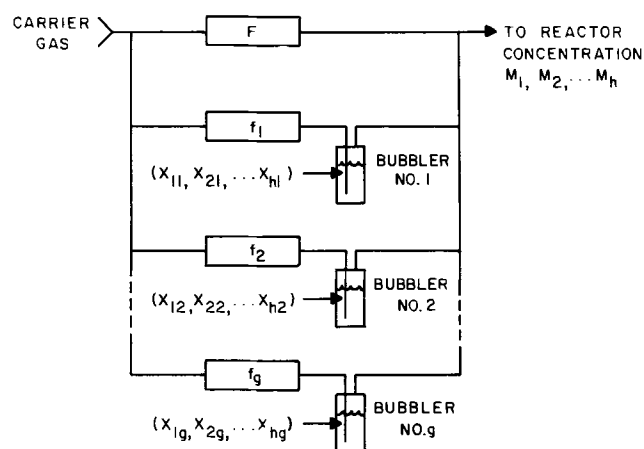 CARRIER
GAS
F
TO REACTOR
CONCENTRATION
M1, M2, ... Mh
f1
(X11, X21, ... Xh1)
BUBBLER
NO. 1
f2
(X12, X22, ... Xh2)
BUBBLER
NO. 2
fg
(X1g, X2g, ... Xhg)
BUBBLER
NO. g